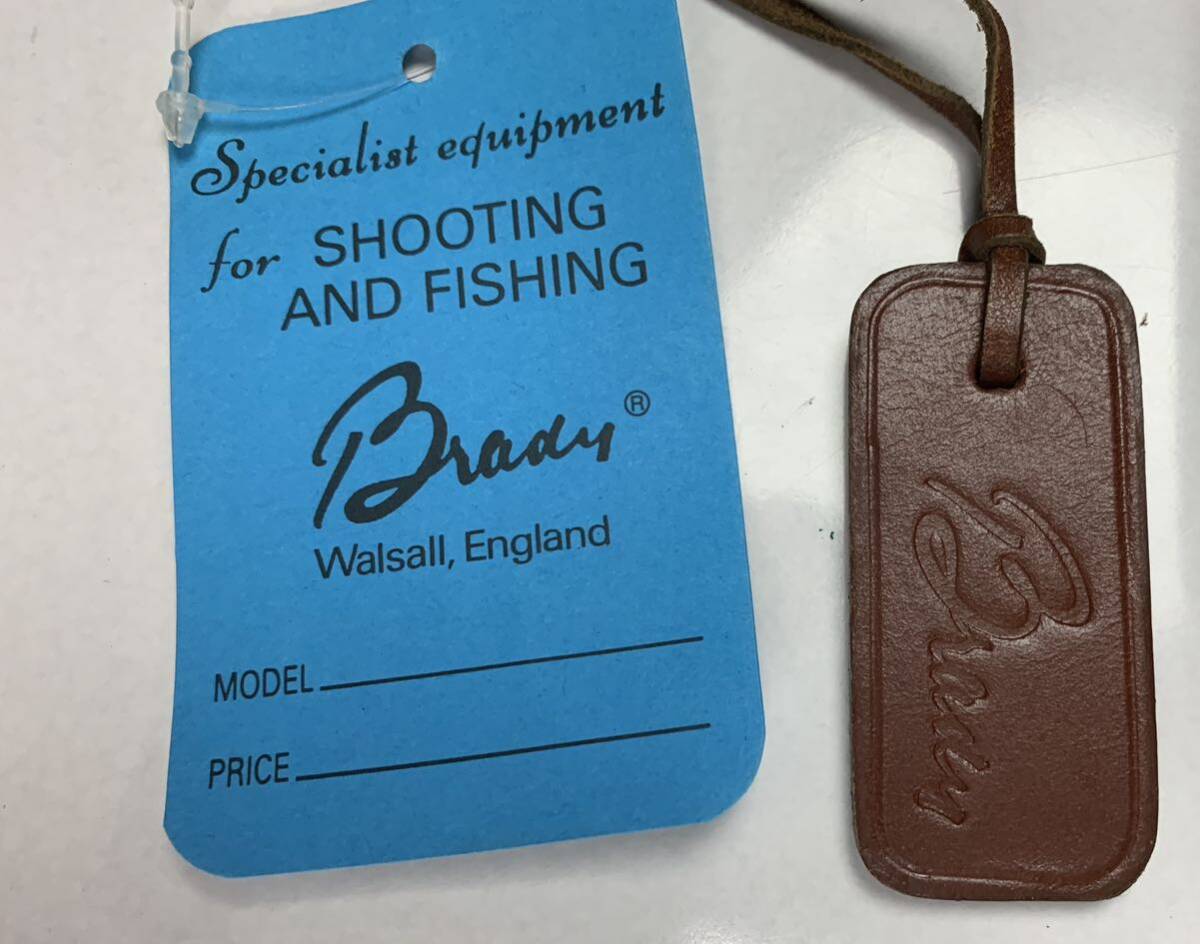 Specialist equipment
for SHOOTING
AND FISHING
Brady®
Walsall, England
MODEL
PRICE
Brady